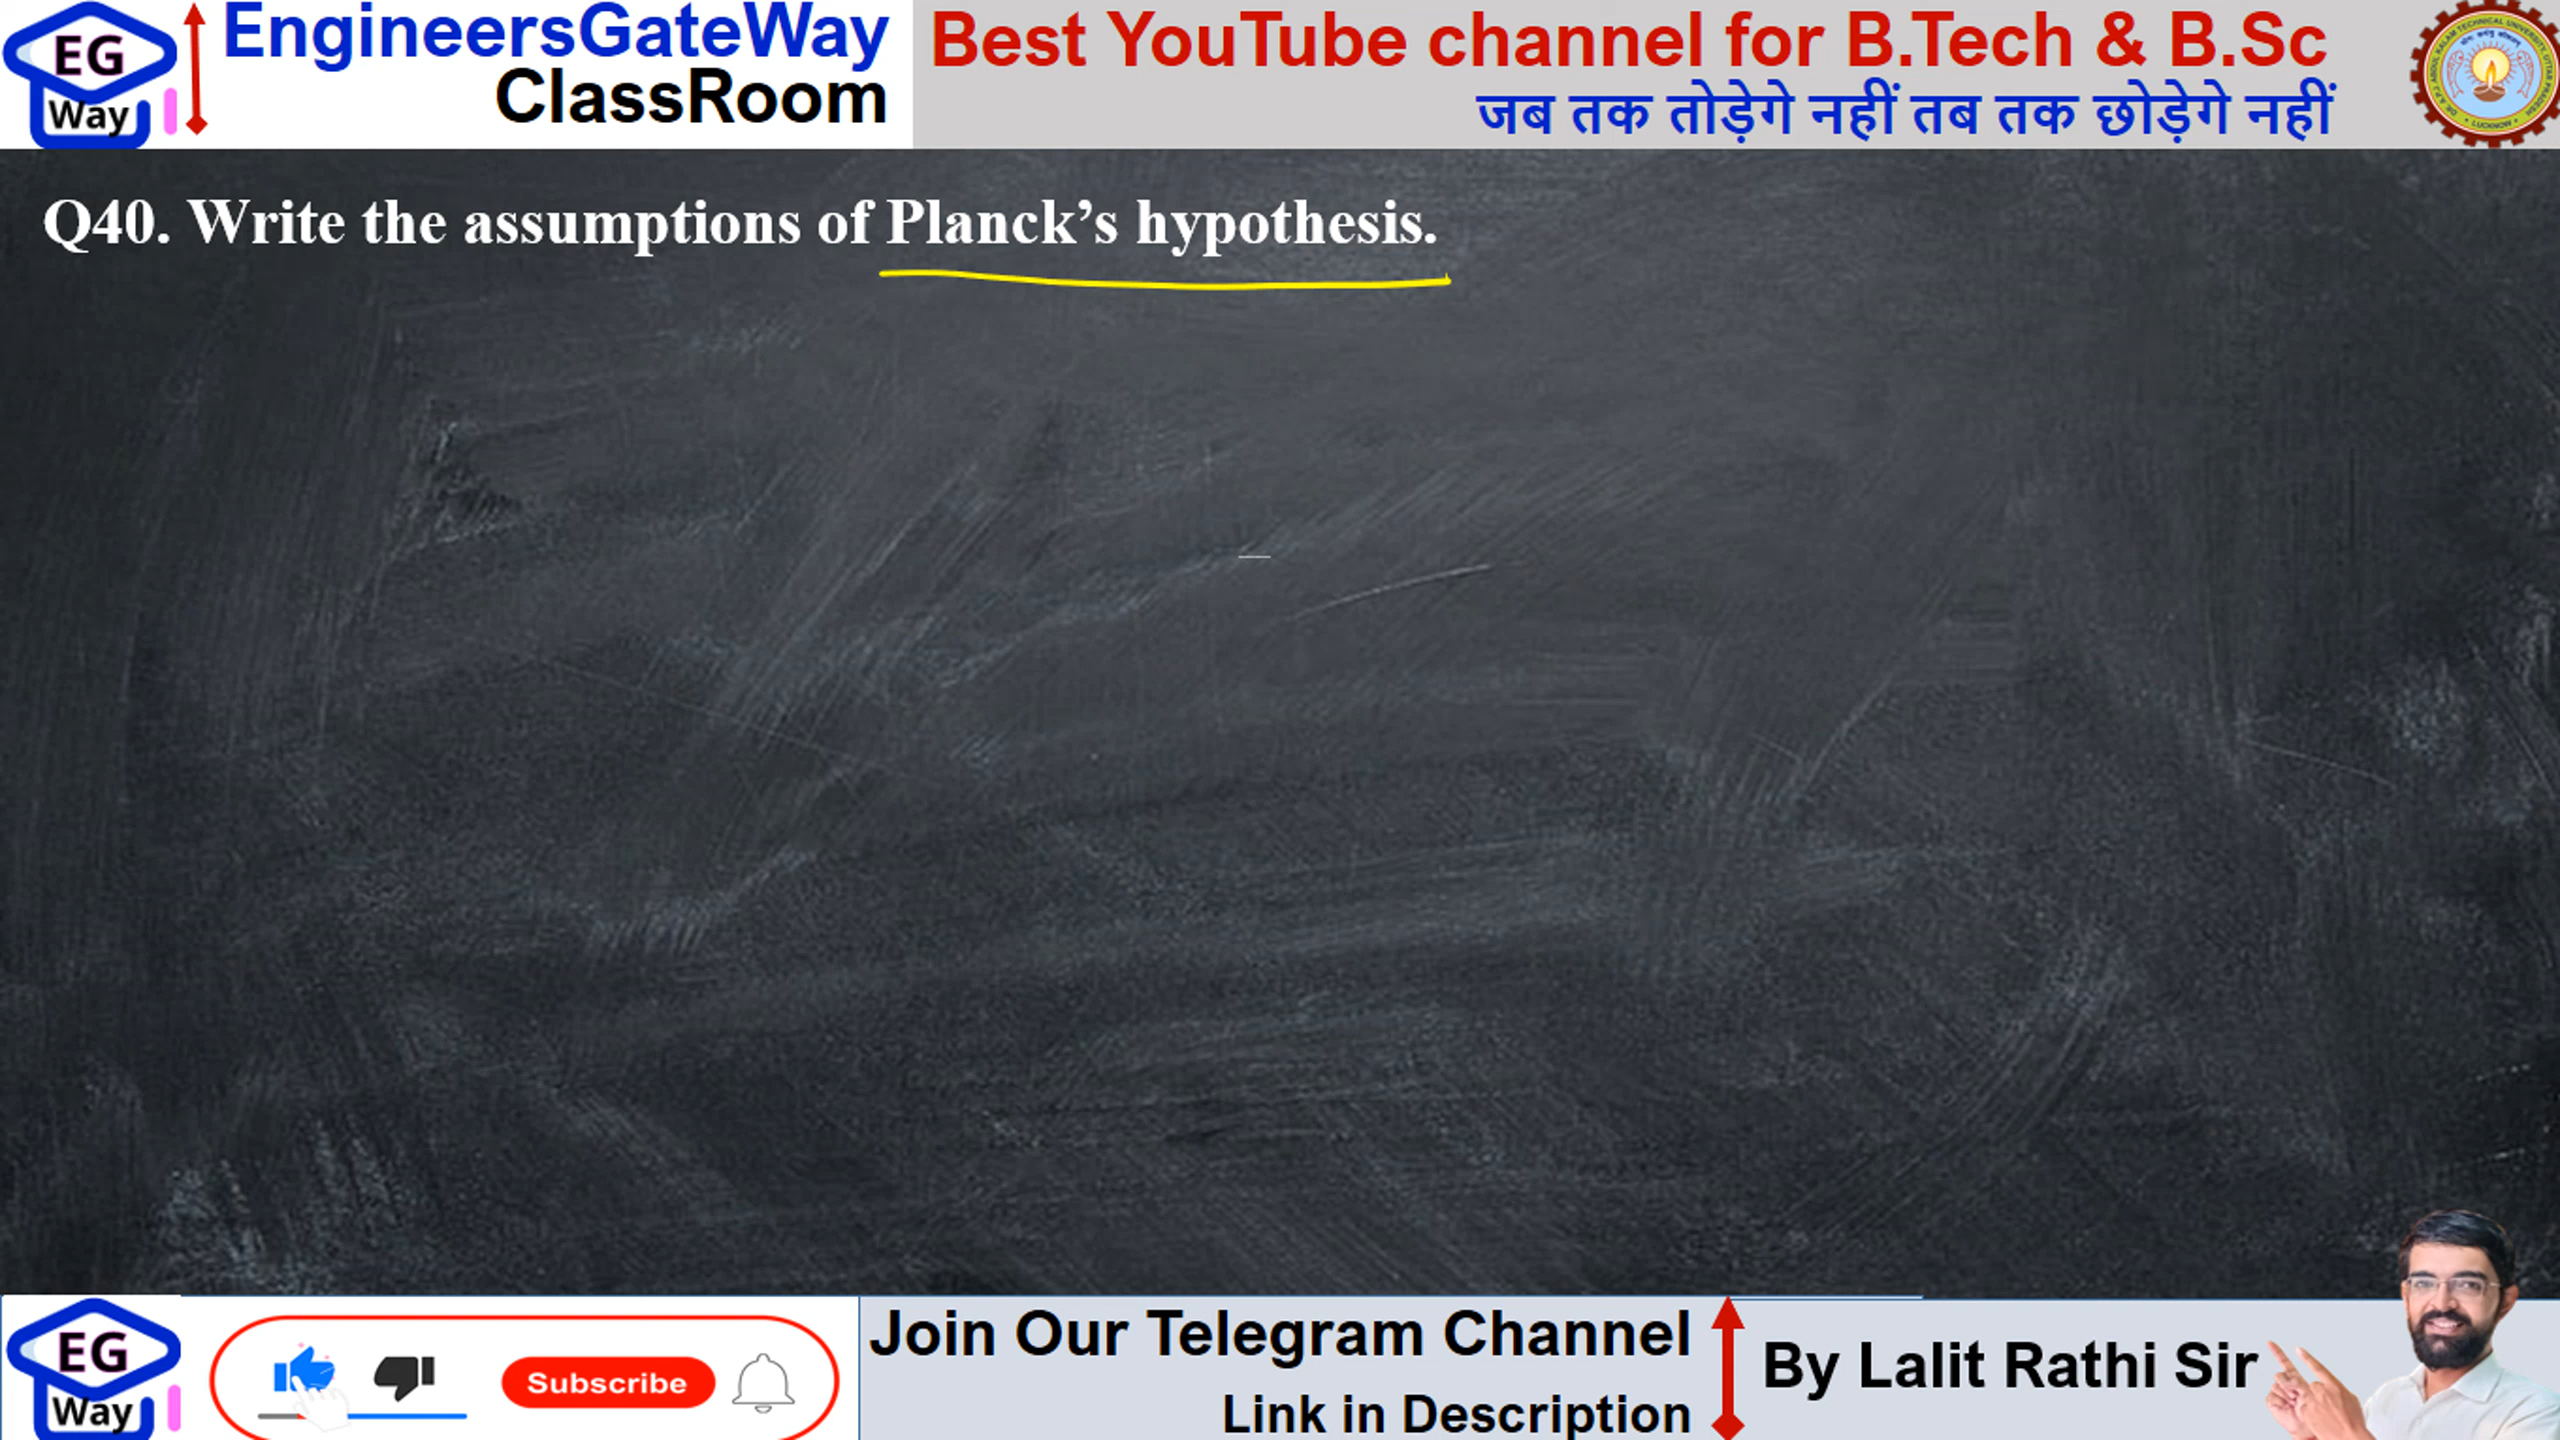 EG
Way
EngineersGateWay
ClassRoom
Best YouTube channel for B.Tech & B.Sc
जब तक तोड़ेगे नहीं तब तक छोड़ेगे नहीं
LUCKNOW
Q40. Write the assumptions of Planck’s hypothesis.
EG
Way
Subscribe
Join Our Telegram Channel
Link in Description
By Lalit Rathi Sir